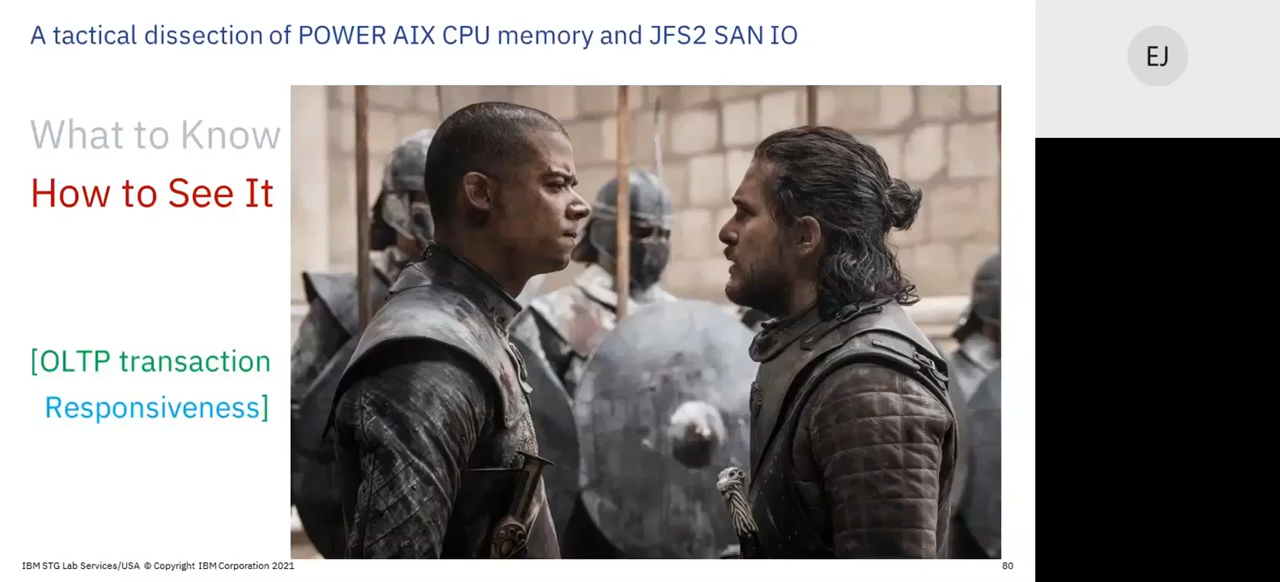 A tactical dissection of POWER AIX CPU memory and JFS2 SAN IO
EJ
What to Know
How to See It
[OLTP transaction
Responsiveness]
IBM STG Lab Services/USA © Copyright IBM Corporation 2021
80